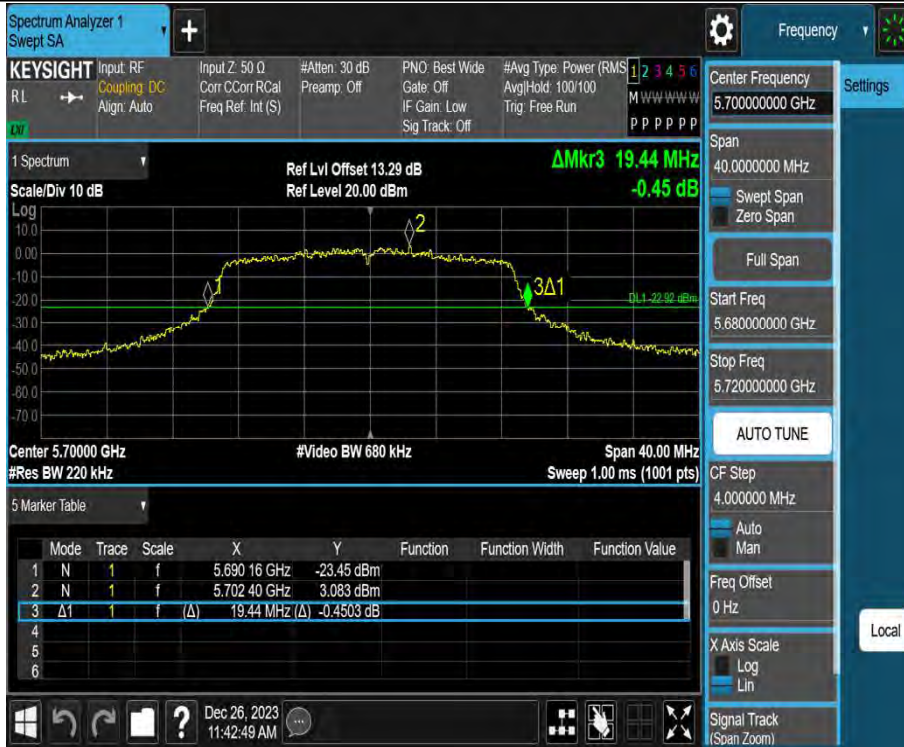 Spectrum Analyzer 1
Swept SA
+
Frequency
KEYSIGHT
RL
LXI
Input: RF
Coupling: DC
Align: Auto
Input Z: 50 Ω
Corr CCorr RCal
Freq Ref: Int (S)
#Atten: 30 dB
Preamp: Off
PNO: Best Wide
Gate: Off
IF Gain: Low
Sig Track: Off
#Avg Type: Power (RMS
Avg|Hold: 100/100
Trig: Free Run
1 2 3 4 5 6
M W W W W W
P P P P P P
1 Spectrum
Scale/Div 10 dB
Ref Lvl Offset 13.29 dB
Ref Level 20.00 dBm
ΔMkr3 19.44 MHz
-0.45 dB
Log
10.0
0.00
-10.0
-20.0
-30.0
-40.0
-50.0
-60.0
-70.0
1
2
3Δ1
DL1 -22.92 dBm
Center 5.70000 GHz
#Res BW 220 kHz
#Video BW 680 kHz
Span 40.00 MHz
Sweep 1.00 ms (1001 pts)
5 Marker Table
Mode Trace Scale X Y Function Function Width Function Value
1 N 1 f 5.690 16 GHz -23.45 dBm
2 N 1 f 5.702 40 GHz 3.083 dBm
3 Δ1 1 f (Δ) 19.44 MHz (Δ) -0.4503 dB
4
5
6
?
Dec 26, 2023
11:42:49 AM
Center Frequency
5.700000000 GHz
Settings
Span
40.0000000 MHz
Swept Span
Zero Span
Full Span
Start Freq
5.680000000 GHz
Stop Freq
5.720000000 GHz
AUTO TUNE
CF Step
4.000000 MHz
Auto
Man
Freq Offset
0 Hz
X Axis Scale
Log
Lin
Local
Signal Track
(Span Zoom)